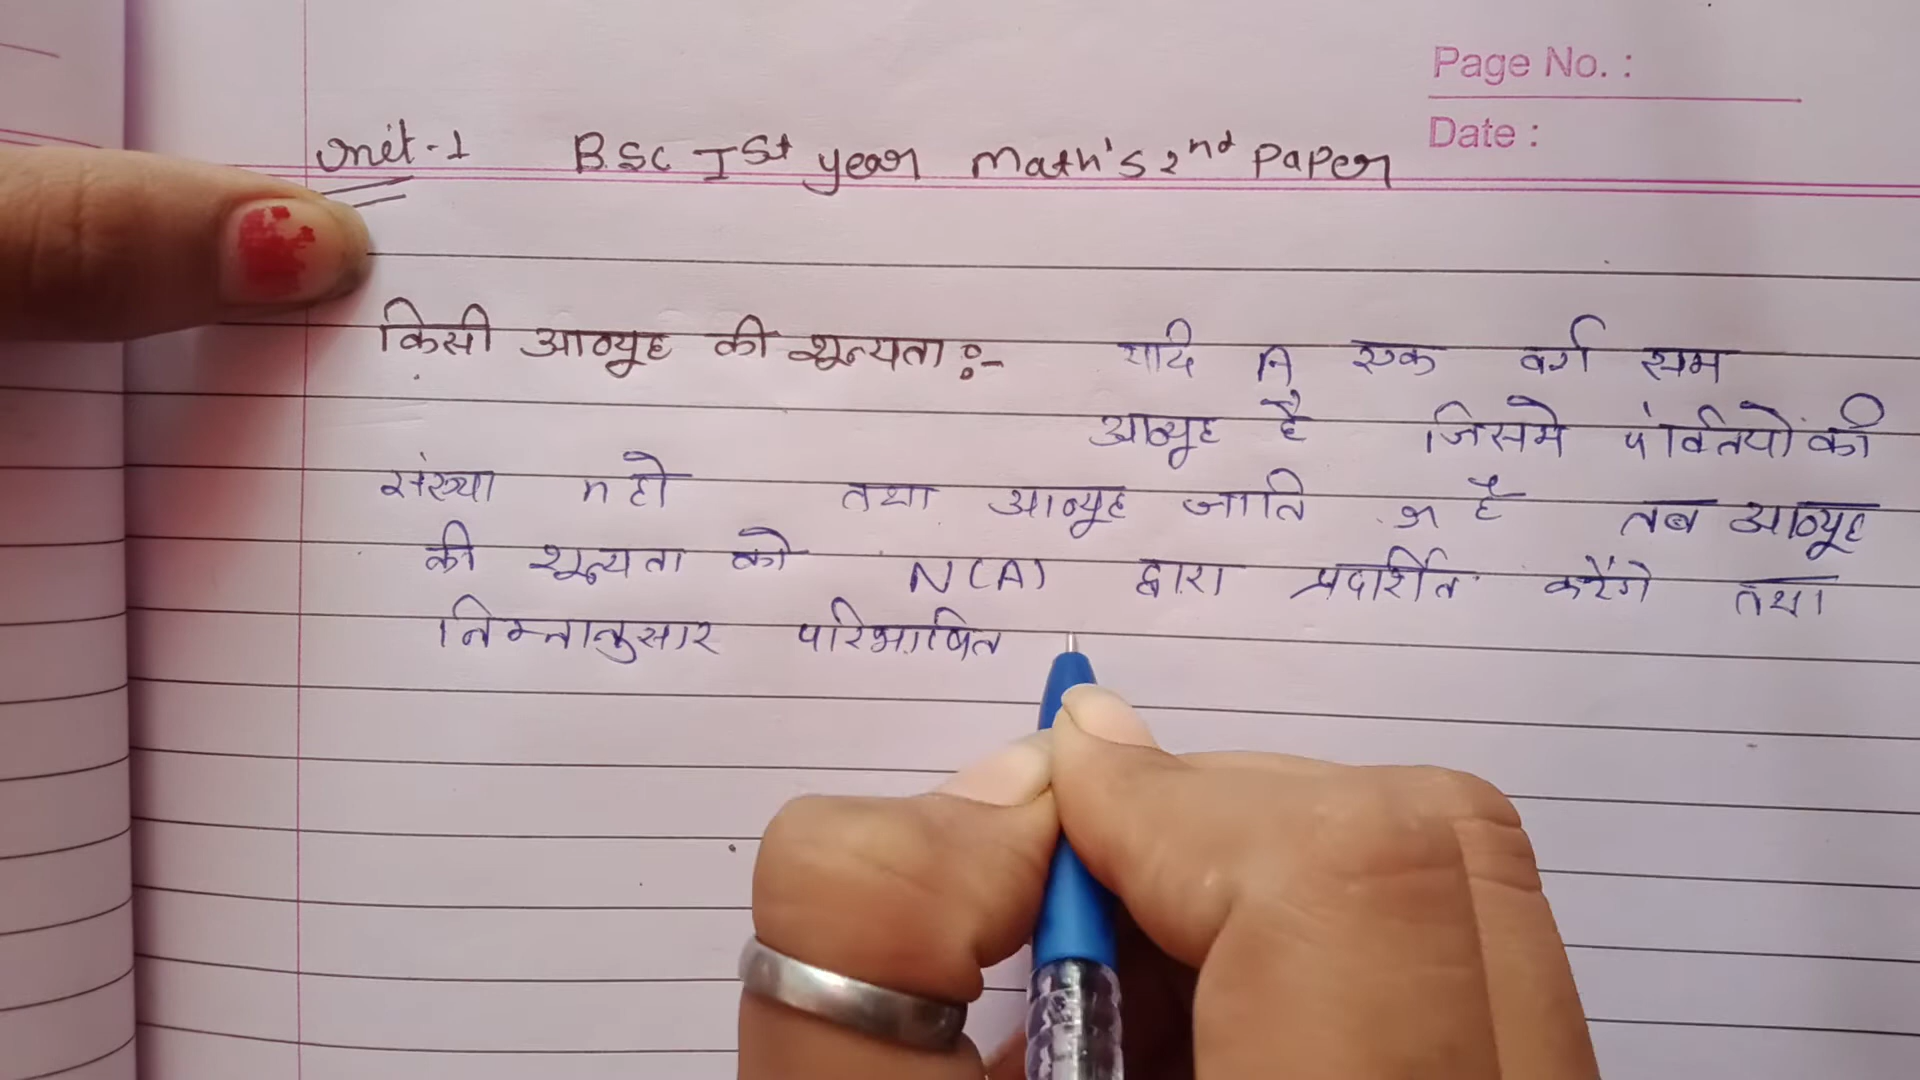 Page No. :
Date :
Unit-1 B.Sc Ist year Math's 2nd Paper
किसी आव्यूह की शून्यता :- यदि A एक वर्ग सम
आव्यूह है जिसमे पंक्तियों की
संख्या n हो तथा आव्यूह जाति r है तब आव्यूह
की शून्यता को N(A) द्वारा प्रदर्शित करेंगे तथा
निम्नानुसार परिभाषित